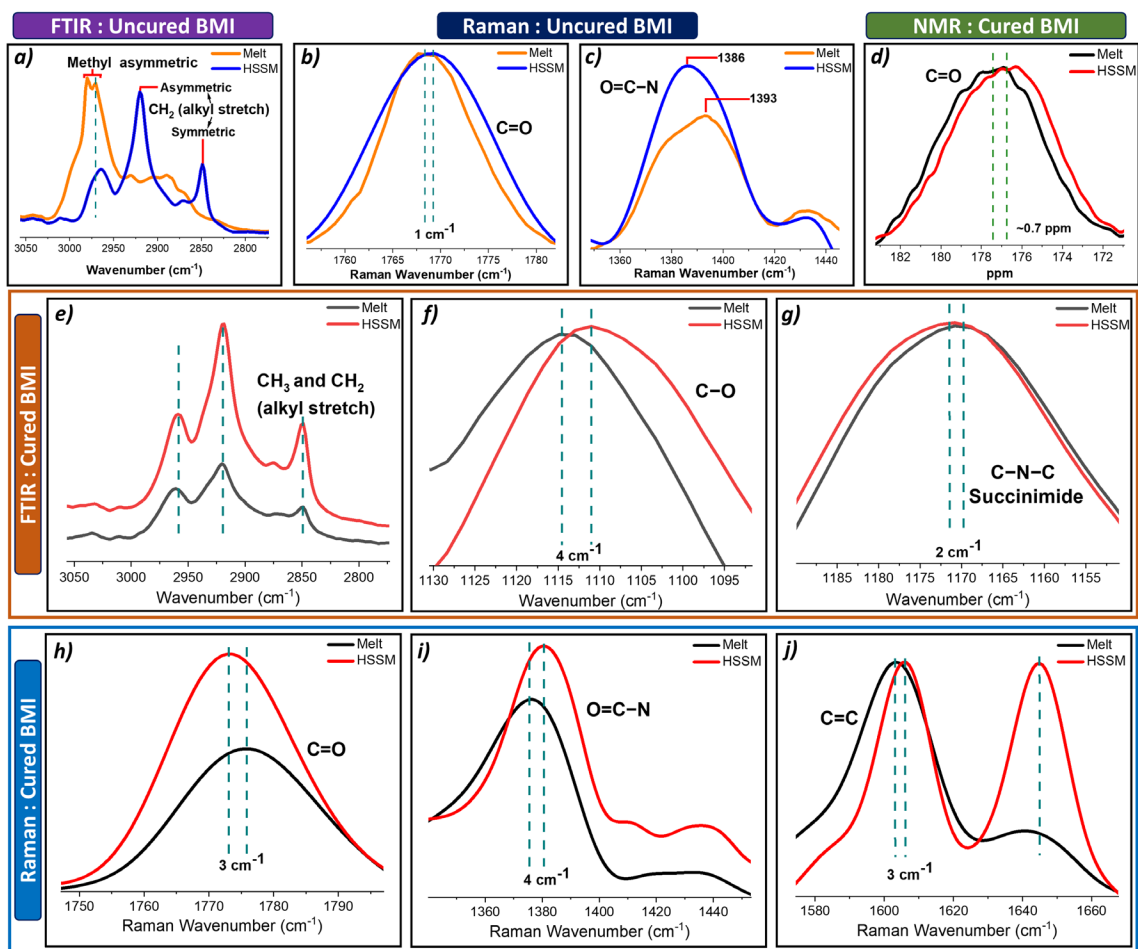 FTIR : Uncured BMI
Raman : Uncured BMI
NMR : Cured BMI
a)
Melt
HSSM
Methyl asymmetric
Asymmetric
CH₂ (alkyl stretch)
Symmetric
3050 3000 2950 2900 2850 2800
Wavenumber (cm⁻¹)
b)
Melt
HSSM
C=O
1 cm⁻¹
1760 1765 1770 1775 1780
Raman Wavenumber (cm⁻¹)
c)
Melt
HSSM
1386
O=C–N
1393
1360 1380 1400 1420 1440
Raman Wavenumber (cm⁻¹)
d)
Melt
HSSM
C=O
~0.7 ppm
182 180 178 176 174 172
ppm
FTIR : Cured BMI
e)
Melt
HSSM
CH₃ and CH₂
(alkyl stretch)
3050 3000 2950 2900 2850 2800
Wavenumber (cm⁻¹)
f)
Melt
HSSM
C–O
4 cm⁻¹
1130 1125 1120 1115 1110 1105 1100 1095
Wavenumber (cm⁻¹)
g)
Melt
HSSM
C–N–C
Succinimide
2 cm⁻¹
1185 1180 1175 1170 1165 1160 1155
Wavenumber (cm⁻¹)
Raman : Cured BMI
h)
Melt
HSSM
C=O
3 cm⁻¹
1750 1760 1770 1780 1790
Raman Wavenumber (cm⁻¹)
i)
Melt
HSSM
O=C–N
4 cm⁻¹
1360 1380 1400 1420 1440
Raman Wavenumber (cm⁻¹)
j)
Melt
HSSM
C=C
3 cm⁻¹
1580 1600 1620 1640 1660
Raman Wavenumber (cm⁻¹)